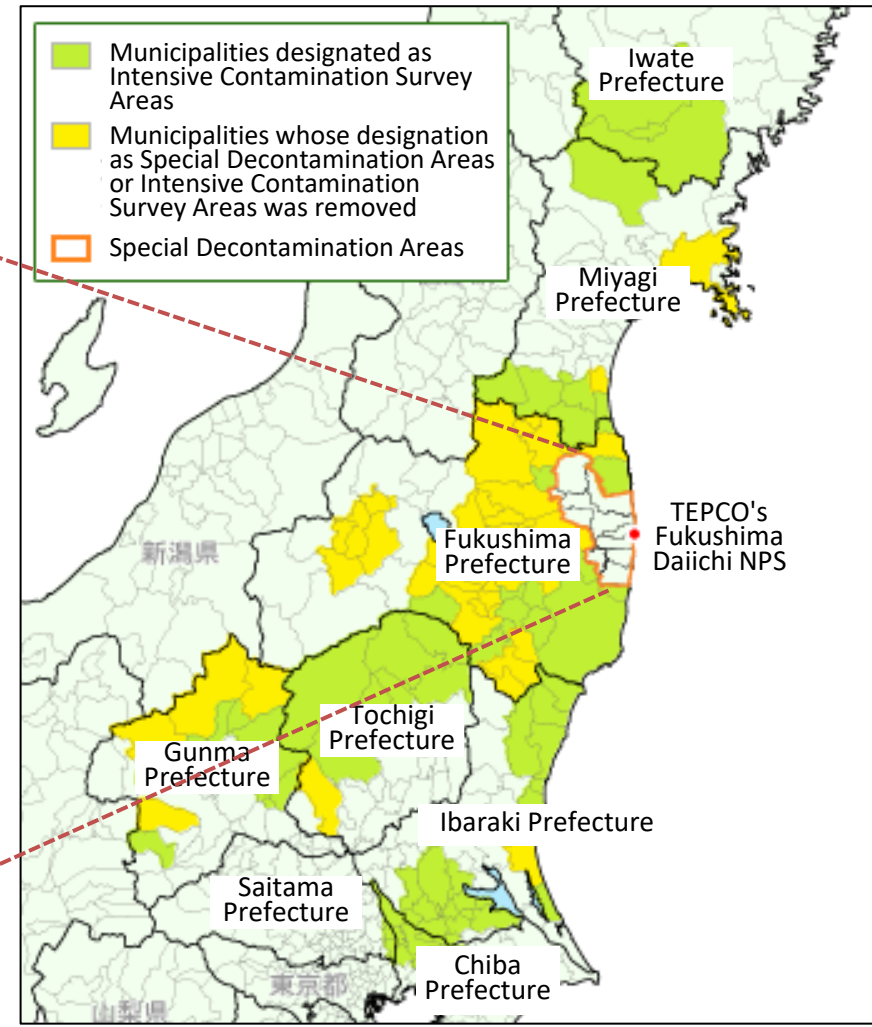 Municipalities designated as
Intensive Contamination Survey
Areas
Municipalities whose designation
as Special Decontamination Areas
or Intensive Contamination
Survey Areas was removed
Special Decontamination Areas
Iwate
Prefecture
Miyagi
Prefecture
TEPCO's
Fukushima
Daiichi NPS
Fukushima
Prefecture
新潟県
Tochigi
Prefecture
Gunma
Prefecture
Ibaraki Prefecture
Saitama
Prefecture
Chiba
Prefecture
東京都
山梨県